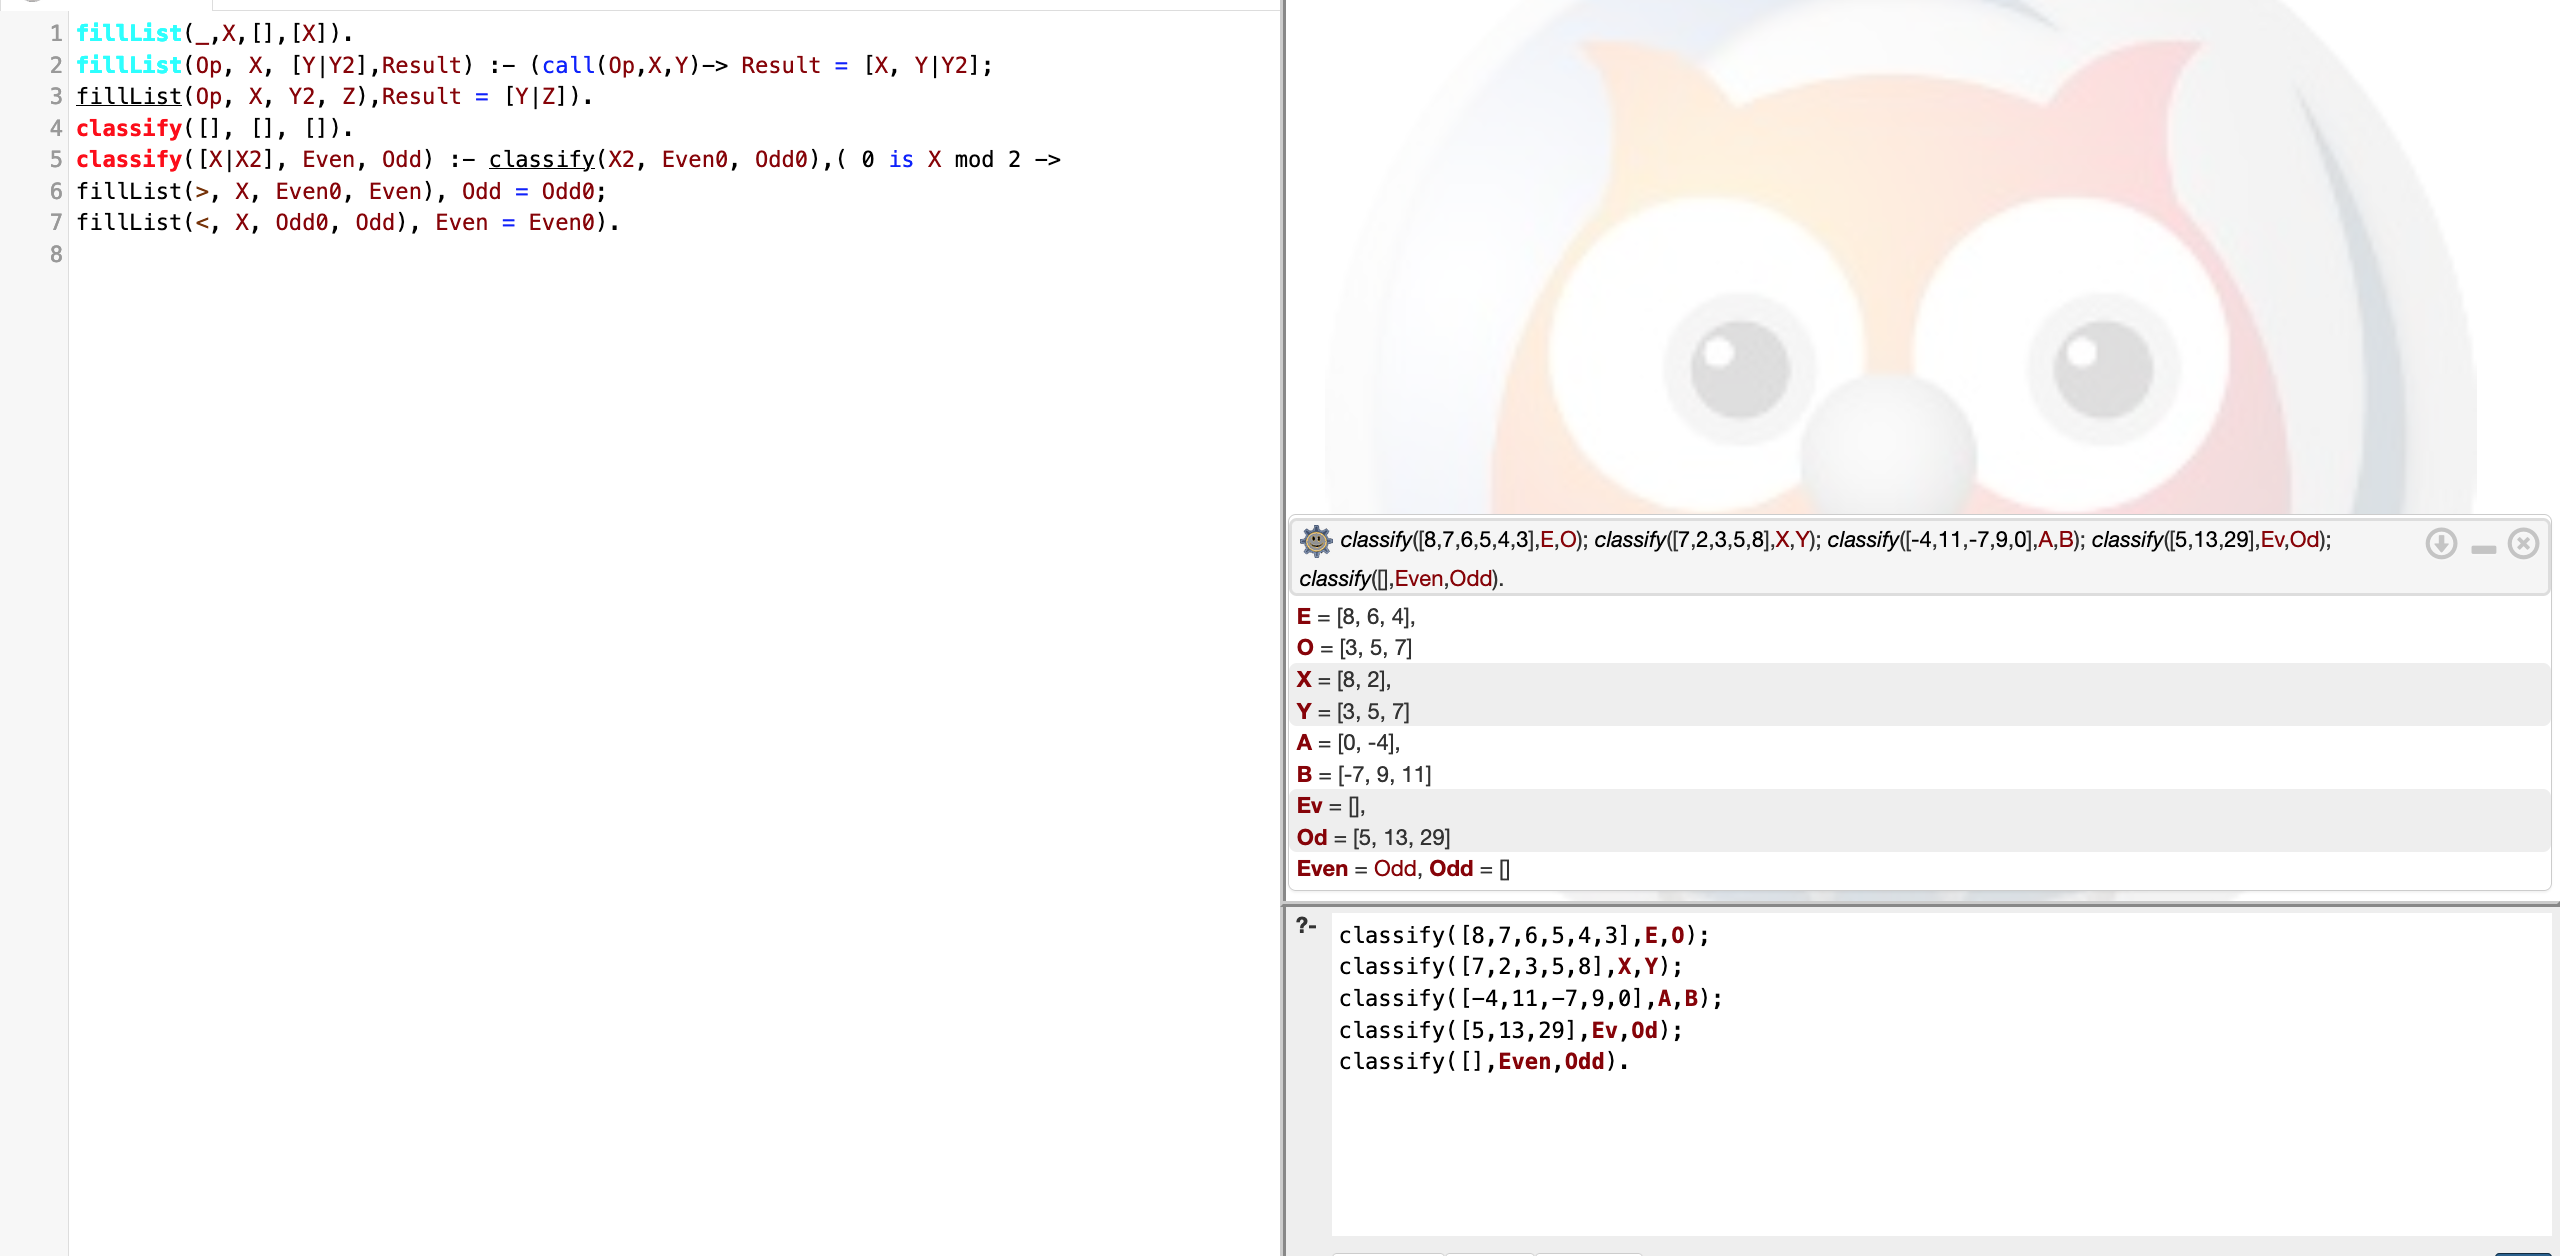 1 fillList(_,X,[],[X]).
2 fillList(Op, X, [Y|Y2],Result) :- (call(Op,X,Y)-> Result = [X, Y|Y2];
3 fillList(Op, X, Y2, Z),Result = [Y|Z]).
4 classify([], [], []).
5 classify([X|X2], Even, Odd) :- classify(X2, Even0, Odd0),( 0 is X mod 2 ->
6 fillList(>, X, Even0, Even), Odd = Odd0;
7 fillList(<, X, Odd0, Odd), Even = Even0).
8
classify([8,7,6,5,4,3],E,O); classify([7,2,3,5,8],X,Y); classify([-4,11,-7,9,0],A,B); classify([5,13,29],Ev,Od);
classify([],Even,Odd).
E = [8, 6, 4],
O = [3, 5, 7]
X = [8, 2],
Y = [3, 5, 7]
A = [0, -4],
B = [-7, 9, 11]
Ev = [],
Od = [5, 13, 29]
Even = Odd, Odd = []
?- classify([8,7,6,5,4,3],E,O);
classify([7,2,3,5,8],X,Y);
classify([-4,11,-7,9,0],A,B);
classify([5,13,29],Ev,Od);
classify([],Even,Odd).